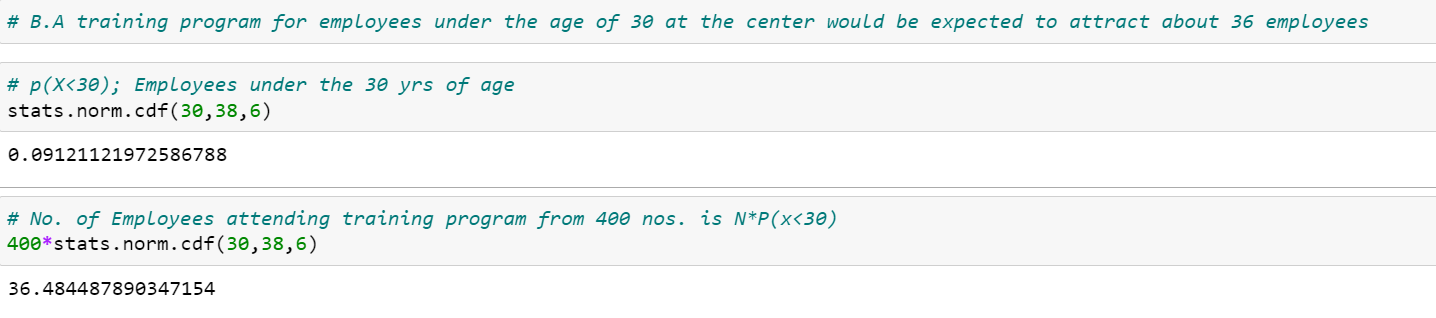 # B.A training program for employees under the age of 30 at the center would be expected to attract about 36 employees
# p(X<30); Employees under the 30 yrs of age
stats.norm.cdf(30,38,6)
0.09121121972586788
# No. of Employees attending training program from 400 nos. is N*P(x<30)
400*stats.norm.cdf(30,38,6)
36.484487890347154